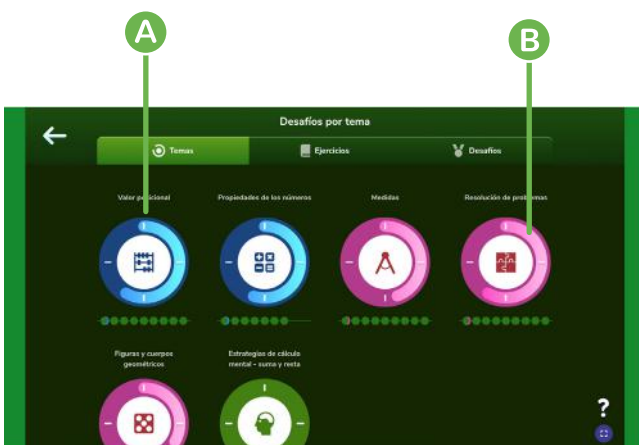 A
B
Desafíos por tema
Temas
Ejercicios
Desafíos
Valor posicional
Propiedades de los números
Medidas
Resolución de problemas
Figuras y cuerpos
geométricos
Estrategias de cálculo
mental - suma y resta
?